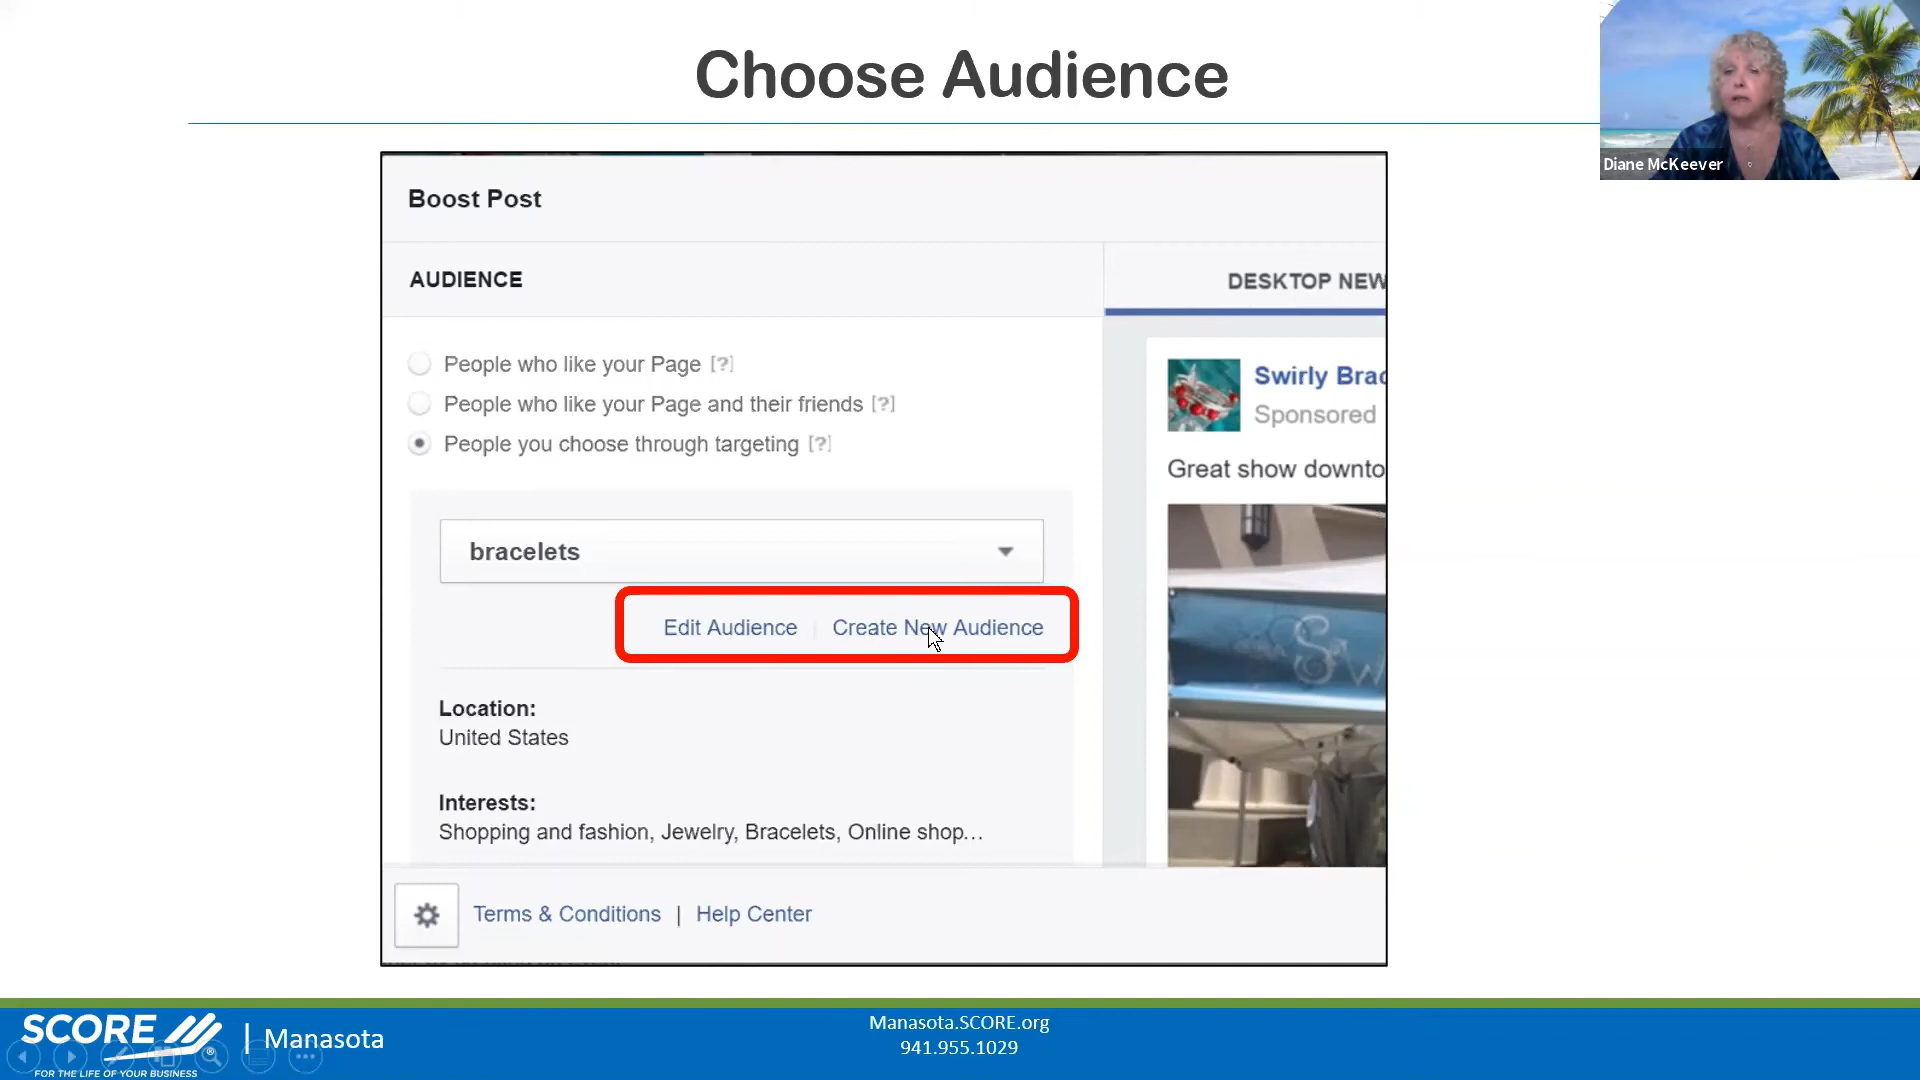 Choose Audience
Diane McKeever
Boost Post
AUDIENCE
DESKTOP NEW
People who like your Page [?]
People who like your Page and their friends [?]
People you choose through targeting [?]
Swirly Brac
Sponsored
Great show downto
bracelets
Edit Audience | Create New Audience
Sw
Location:
United States
Interests:
Shopping and fashion, Jewelry, Bracelets, Online shop...
Terms & Conditions | Help Center
SCORE ® | Manasota
FOR THE LIFE OF YOUR BUSINESS
Manasota.SCORE.org
941.955.1029